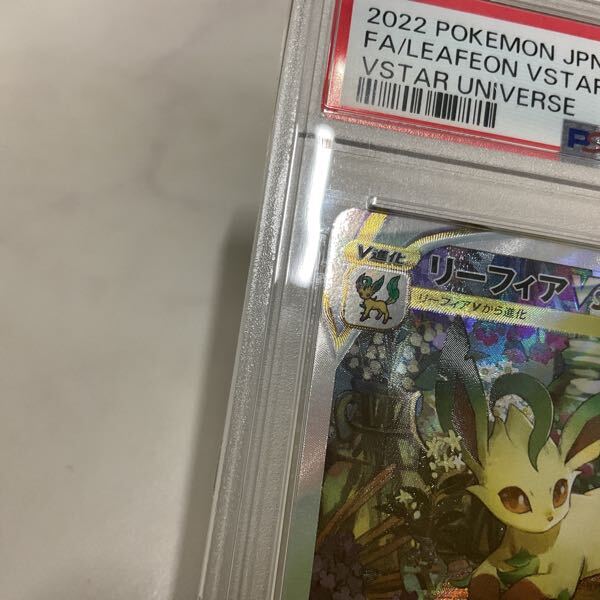 2022 POKEMON JPN
FA/LEAFEON VSTAR
VSTAR UNIVERSE
V進化
リーフィア
リーフィアVから進化